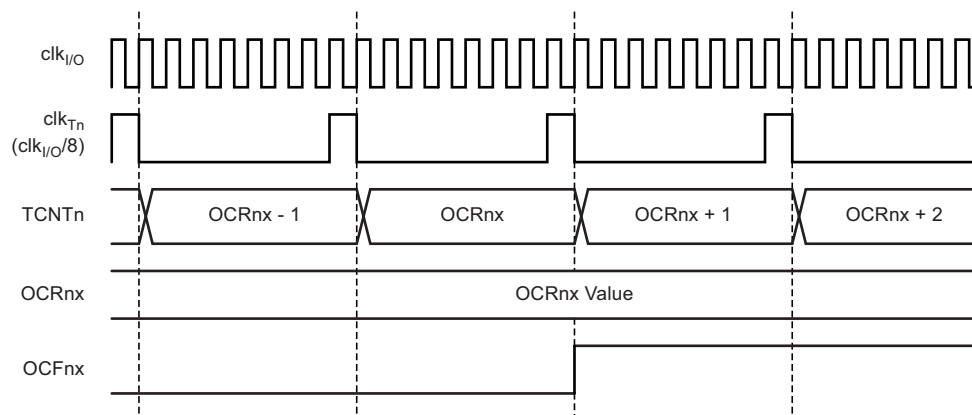 clkI/O
clkTn
(clkI/O/8)
TCNTn
OCRnx - 1
OCRnx
OCRnx + 1
OCRnx + 2
OCRnx
OCRnx Value
OCFnx